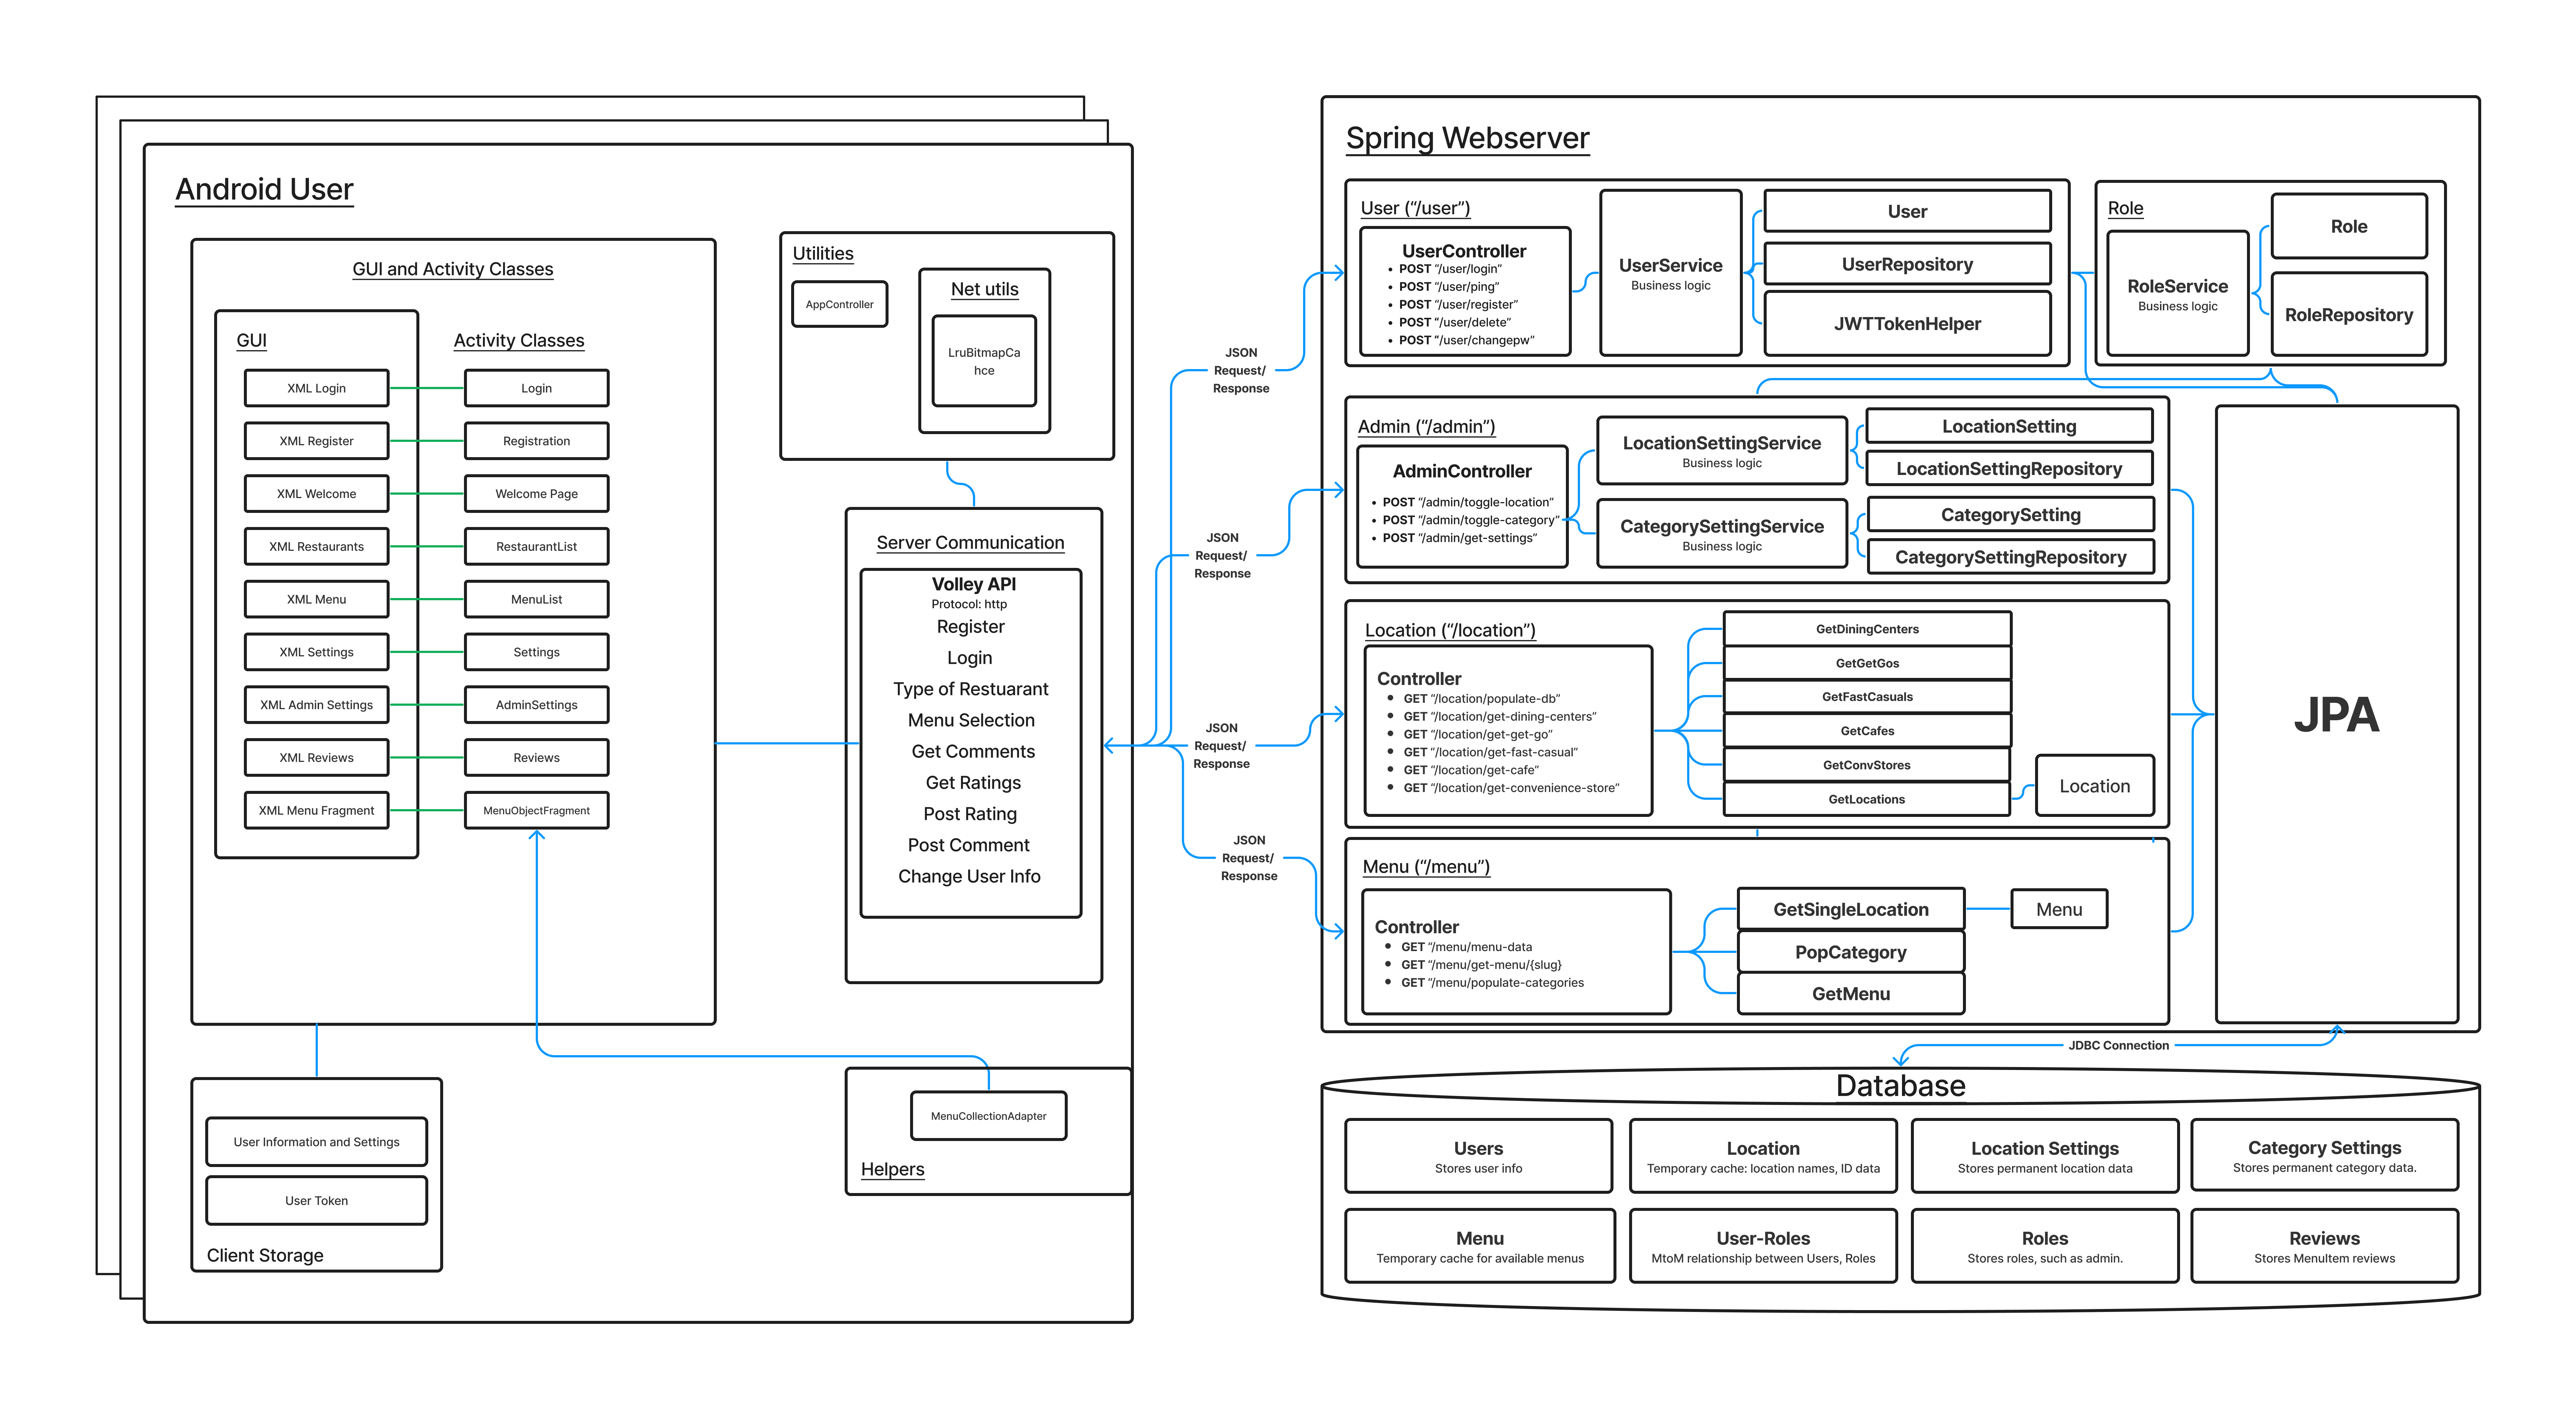 Android User
GUI and Activity Classes
GUI
Activity Classes
XML Login
Login
XML Register
Registration
XML Welcome
Welcome Page
XML Restaurants
RestaurantList
XML Menu
MenuList
XML Settings
Settings
XML Admin Settings
AdminSettings
XML Reviews
Reviews
XML Menu Fragment
MenuObjectFragment
Utilities
AppController
Net utils
LruBitmapCa
hce
Server Communication
Volley API
Protocol: http
Register
Login
Type of Restuarant
Menu Selection
Get Comments
Get Ratings
Post Rating
Post Comment
Change User Info
User Information and Settings
User Token
Client Storage
MenuCollectionAdapter
Helpers
JSON
Request/
Response
JSON
Request/
Response
JSON
Request/
Response
JSON
Request/
Response
Spring Webserver
User (“/user”)
UserController
• POST “/user/login”
• POST “/user/ping”
• POST “/user/register”
• POST “/user/delete”
• POST “/user/changepw”
UserService
Business logic
User
UserRepository
JWTTokenHelper
Role
RoleService
Business logic
Role
RoleRepository
Admin (“/admin”)
AdminController
• POST “/admin/toggle-location”
• POST “/admin/toggle-category”
• POST “/admin/get-settings”
LocationSettingService
Business logic
CategorySettingService
Business logic
LocationSetting
LocationSettingRepository
CategorySetting
CategorySettingRepository
Location (“/location”)
Controller
• GET “/location/populate-db”
• GET “/location/get-dining-centers”
• GET “/location/get-get-go”
• GET “/location/get-fast-casual”
• GET “/location/get-cafe”
• GET “/location/get-convenience-store”
GetDiningCenters
GetGetGos
GetFastCasuals
GetCafes
GetConvStores
GetLocations
Location
Menu (“/menu”)
Controller
• GET “/menu/menu-data
• GET “/menu/get-menu/{slug}
• GET “/menu/populate-categories
GetSingleLocation
PopCategory
GetMenu
Menu
JPA
JDBC Connection
Database
Users
Stores user info
Location
Temporary cache: location names, ID data
Location Settings
Stores permanent location data
Category Settings
Stores permanent category data.
Menu
Temporary cache for available menus
User-Roles
MtoM relationship between Users, Roles
Roles
Stores roles, such as admin.
Reviews
Stores MenuItem reviews